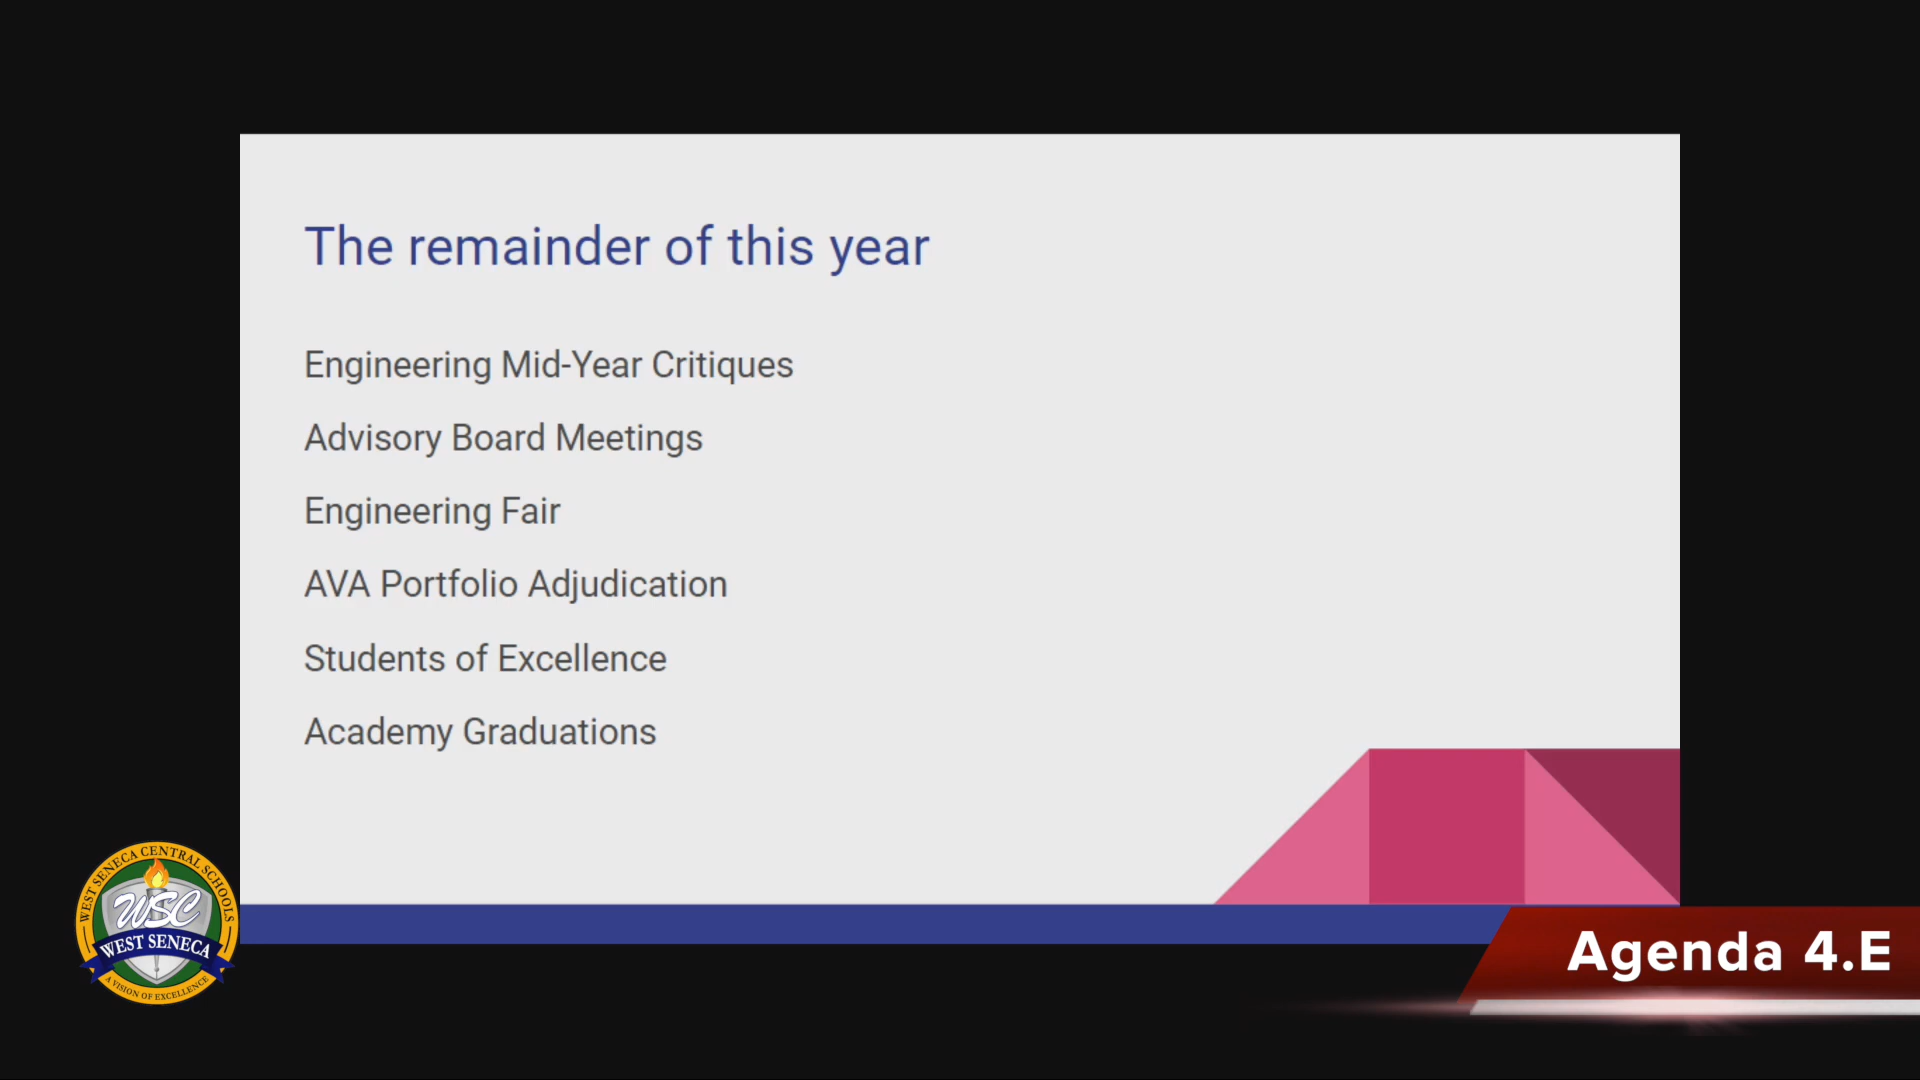 The remainder of this year
Engineering Mid-Year Critiques
Advisory Board Meetings
Engineering Fair
AVA Portfolio Adjudication
Students of Excellence
Academy Graduations
WEST SENECA CENTRAL SCHOOLS
WSC
WEST SENECA
A VISION OF EXCELLENCE
Agenda 4.E